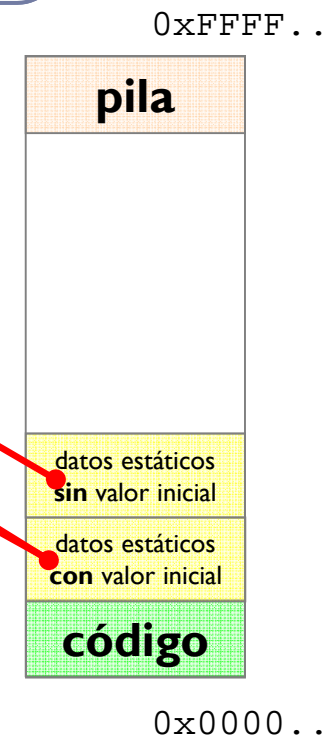 0xFFFF..
pila
datos estáticos
sin valor inicial
datos estáticos
con valor inicial
código
0x0000..